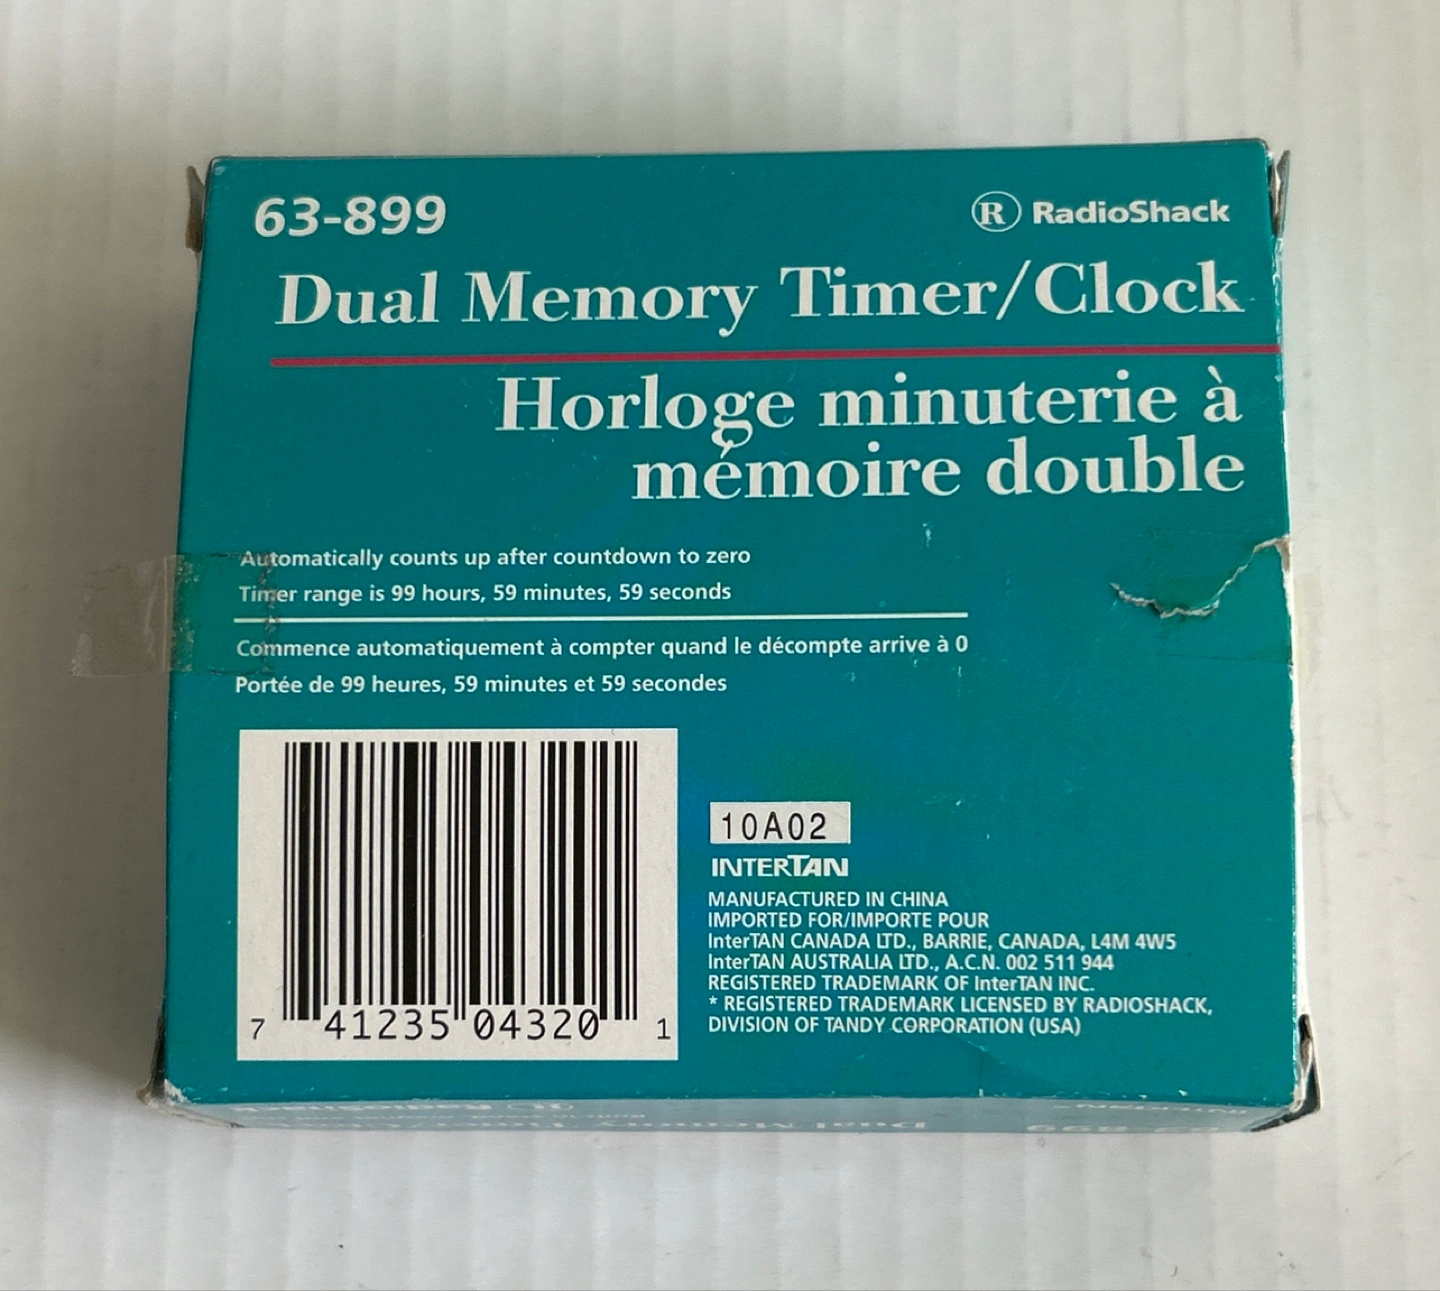 63-899
RadioShack
Dual Memory Timer/Clock
Horloge minuterie à
mémoire double
Automatically counts up after countdown to zero
Timer range is 99 hours, 59 minutes, 59 seconds
Commence automatiquement à compter quand le décompte arrive à 0
Portée de 99 heures, 59 minutes et 59 secondes
7 41235 04320 1
10A02
INTERTAN
MANUFACTURED IN CHINA
IMPORTED FOR/IMPORTE POUR
InterTAN CANADA LTD., BARRIE, CANADA, L4M 4W5
InterTAN AUSTRALIA LTD., A.C.N. 002 511 944
REGISTERED TRADEMARK OF InterTAN INC.
* REGISTERED TRADEMARK LICENSED BY RADIOSHACK,
DIVISION OF TANDY CORPORATION (USA)